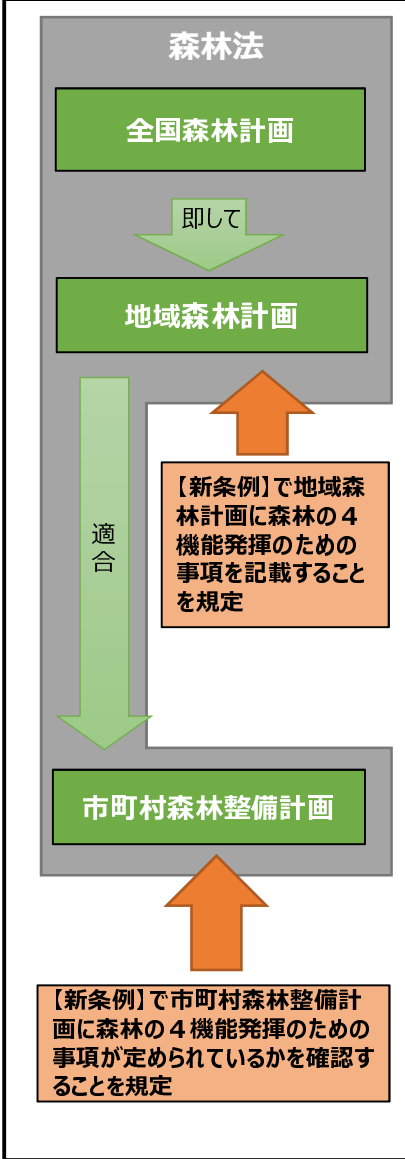 森林法
全国森林計画
即して
地域森林計画
適合
【新条例】で地域森
林計画に森林の４
機能発揮のための
事項を記載すること
を規定
市町村森林整備計画
【新条例】で市町村森林整備計
画に森林の４機能発揮のための
事項が定められているかを確認す
ることを規定